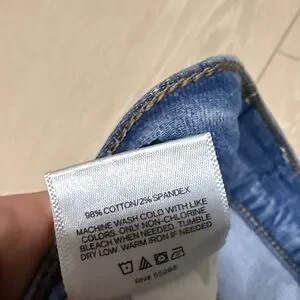 98% COTTON/2% SPANDEX
MACHINE WASH COLD WITH LIKE
COLORS. ONLY NON-CHLORINE
BLEACH WHEN NEEDED. TUMBLE
DRY LOW. WARM IRON IF NEEDED
RN#